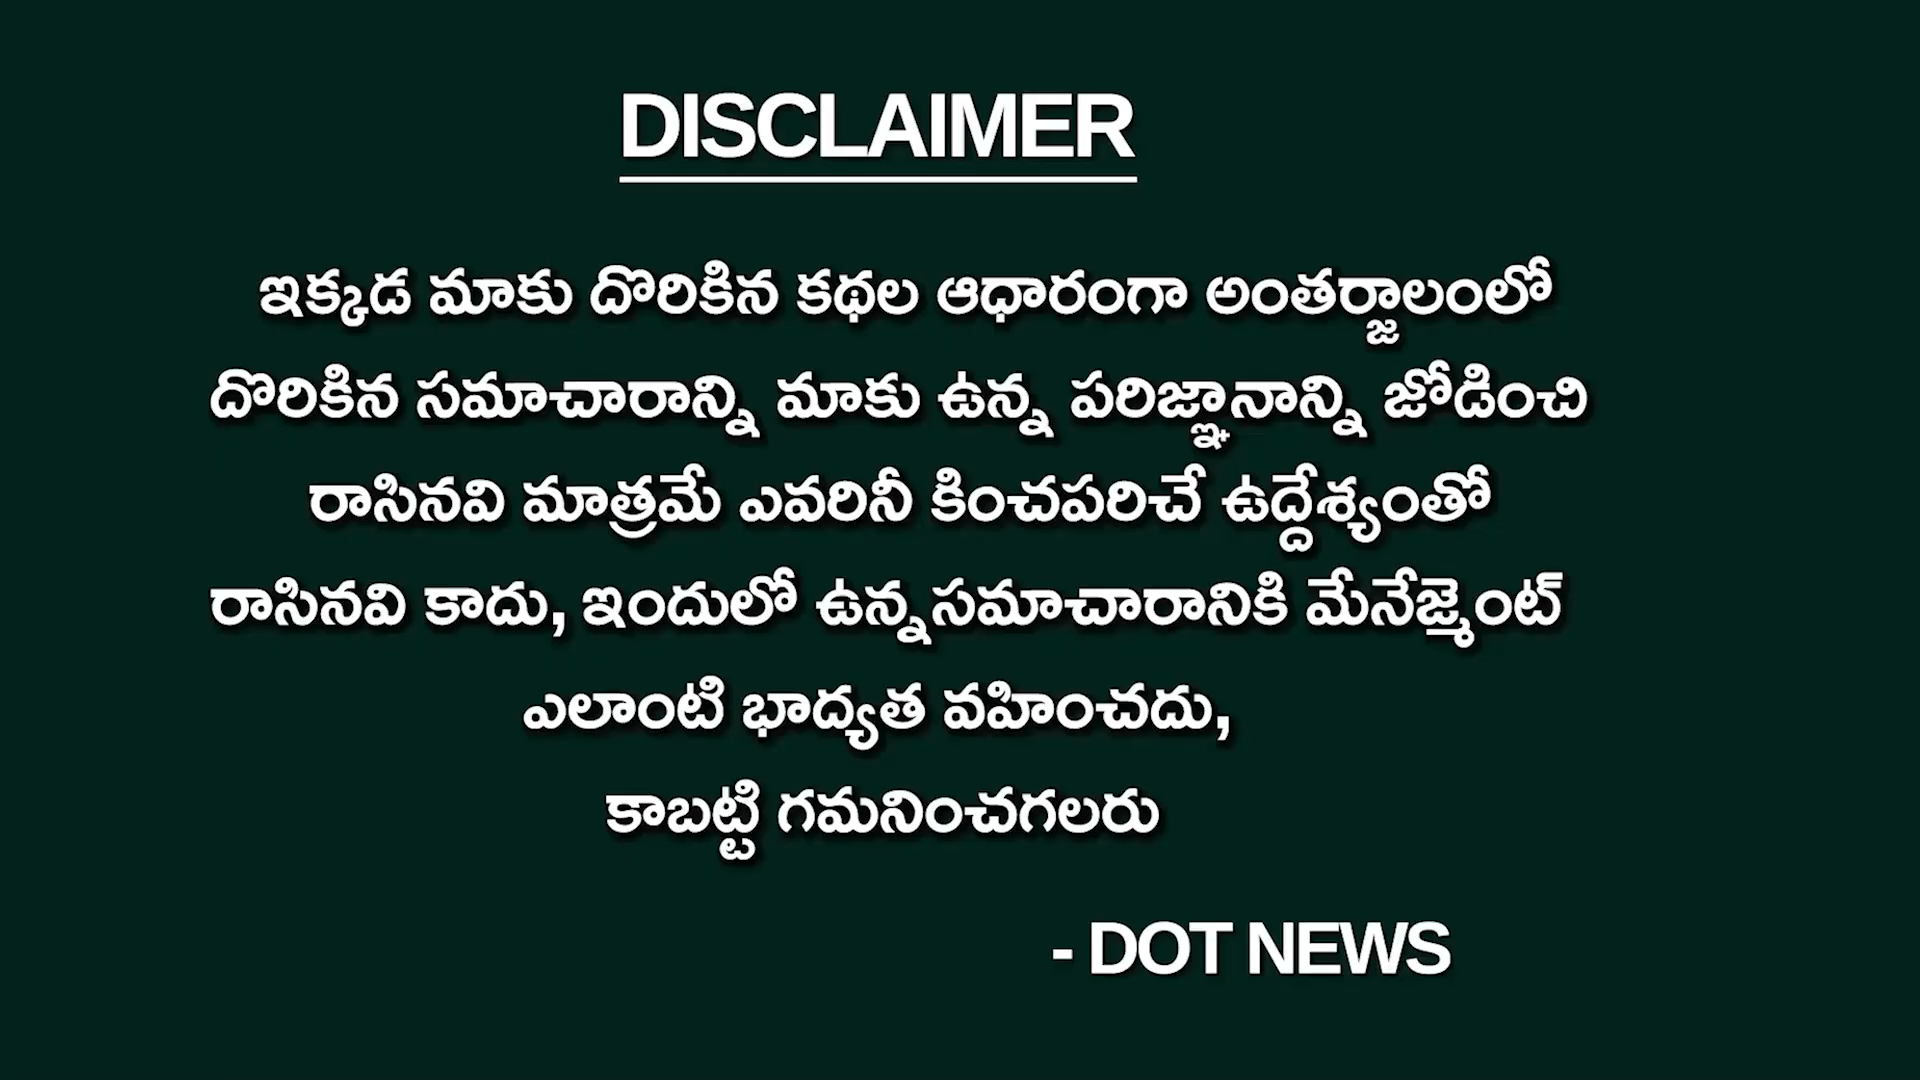 DISCLAIMER
ఇక్కడ మాకు దొరికిన కథల ఆధారంగా అంతర్జాలంలో
దొరికిన సమాచారాన్ని మాకు ఉన్న పరిజ్ఞానాన్ని జోడించి
రాసినవి మాత్రమే ఎవరినీ కించపరిచే ఉద్దేశ్యంతో
రాసినవి కాదు, ఇందులో ఉన్నసమాచారానికి మేనేజ్మెంట్
ఎలాంటి భాద్యత వహించదు,
కాబట్టి గమనించగలరు
- DOT NEWS